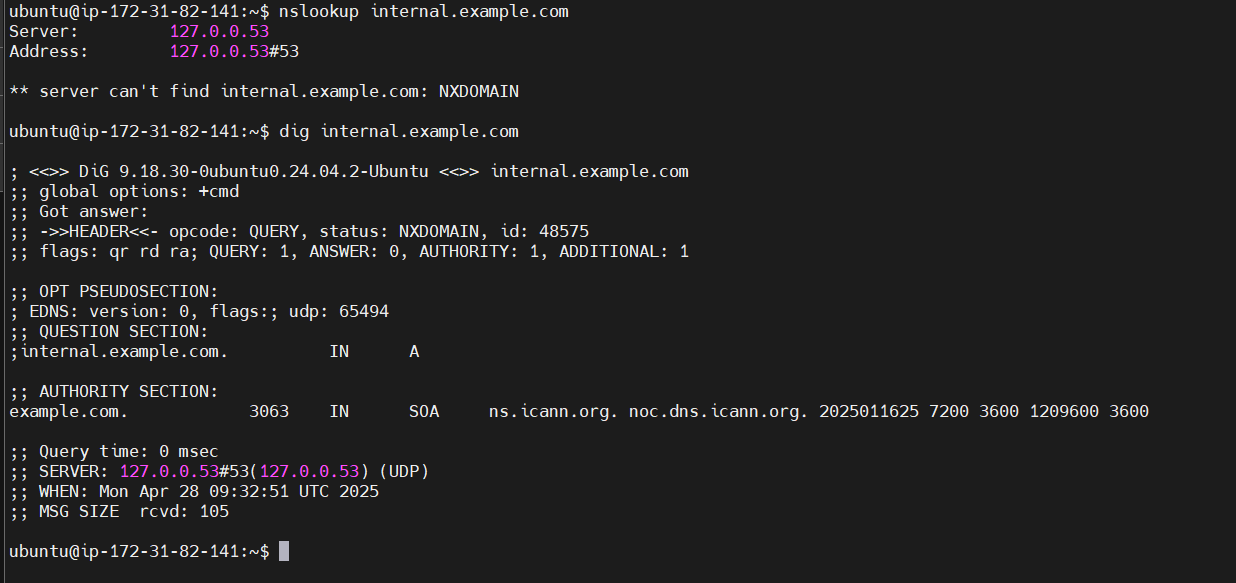 ubuntu@ip-172-31-82-141:~$ nslookup internal.example.com
Server:         127.0.0.53
Address:        127.0.0.53#53

** server can't find internal.example.com: NXDOMAIN

ubuntu@ip-172-31-82-141:~$ dig internal.example.com

; <<>> DiG 9.18.30-0ubuntu0.24.04.2-Ubuntu <<>> internal.example.com
;; global options: +cmd
;; Got answer:
;; ->>HEADER<<- opcode: QUERY, status: NXDOMAIN, id: 48575
;; flags: qr rd ra; QUERY: 1, ANSWER: 0, AUTHORITY: 1, ADDITIONAL: 1

;; OPT PSEUDOSECTION:
; EDNS: version: 0, flags:; udp: 65494
;; QUESTION SECTION:
;internal.example.com.          IN      A

;; AUTHORITY SECTION:
example.com.            3063    IN      SOA     ns.icann.org. noc.dns.icann.org. 2025011625 7200 3600 1209600 3600

;; Query time: 0 msec
;; SERVER: 127.0.0.53#53(127.0.0.53) (UDP)
;; WHEN: Mon Apr 28 09:32:51 UTC 2025
;; MSG SIZE  rcvd: 105

ubuntu@ip-172-31-82-141:~$